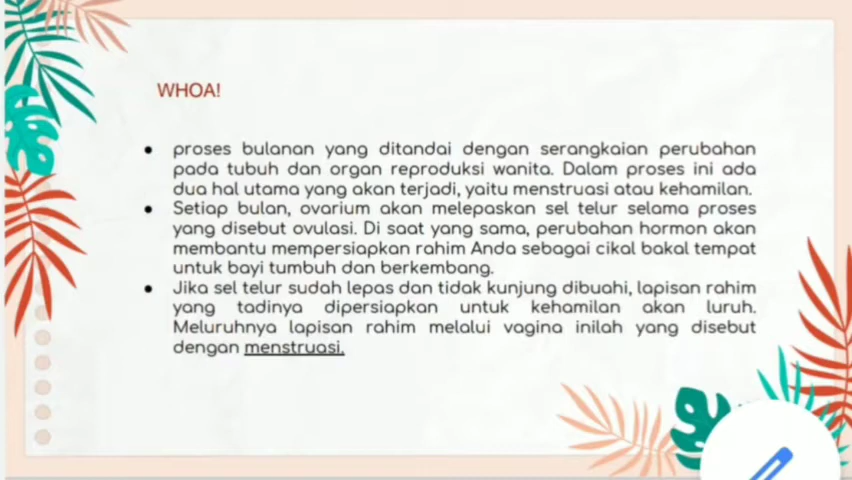 WHOA!
proses bulanan yang ditandai dengan serangkaian perubahan
pada tubuh dan organ reproduksi wanita. Dalam proses ini ada
dua hal utama yang akan terjadi, yaitu menstruasi atau kehamilan.
Setiap bulan, ovarium akan melepaskan sel telur selama proses
yang disebut ovulasi. Di saat yang sama, perubahan hormon akan
membantu mempersiapkan rahim Anda sebagai cikal bakal tempat
untuk bayi tumbuh dan berkembang.
Jika sel telur sudah lepas dan tidak kunjung dibuahi, lapisan rahim
yang tadinya dipersiapkan untuk kehamilan akan luruh.
Meluruhnya lapisan rahim melalui vagina inilah yang disebut
dengan menstruasi.